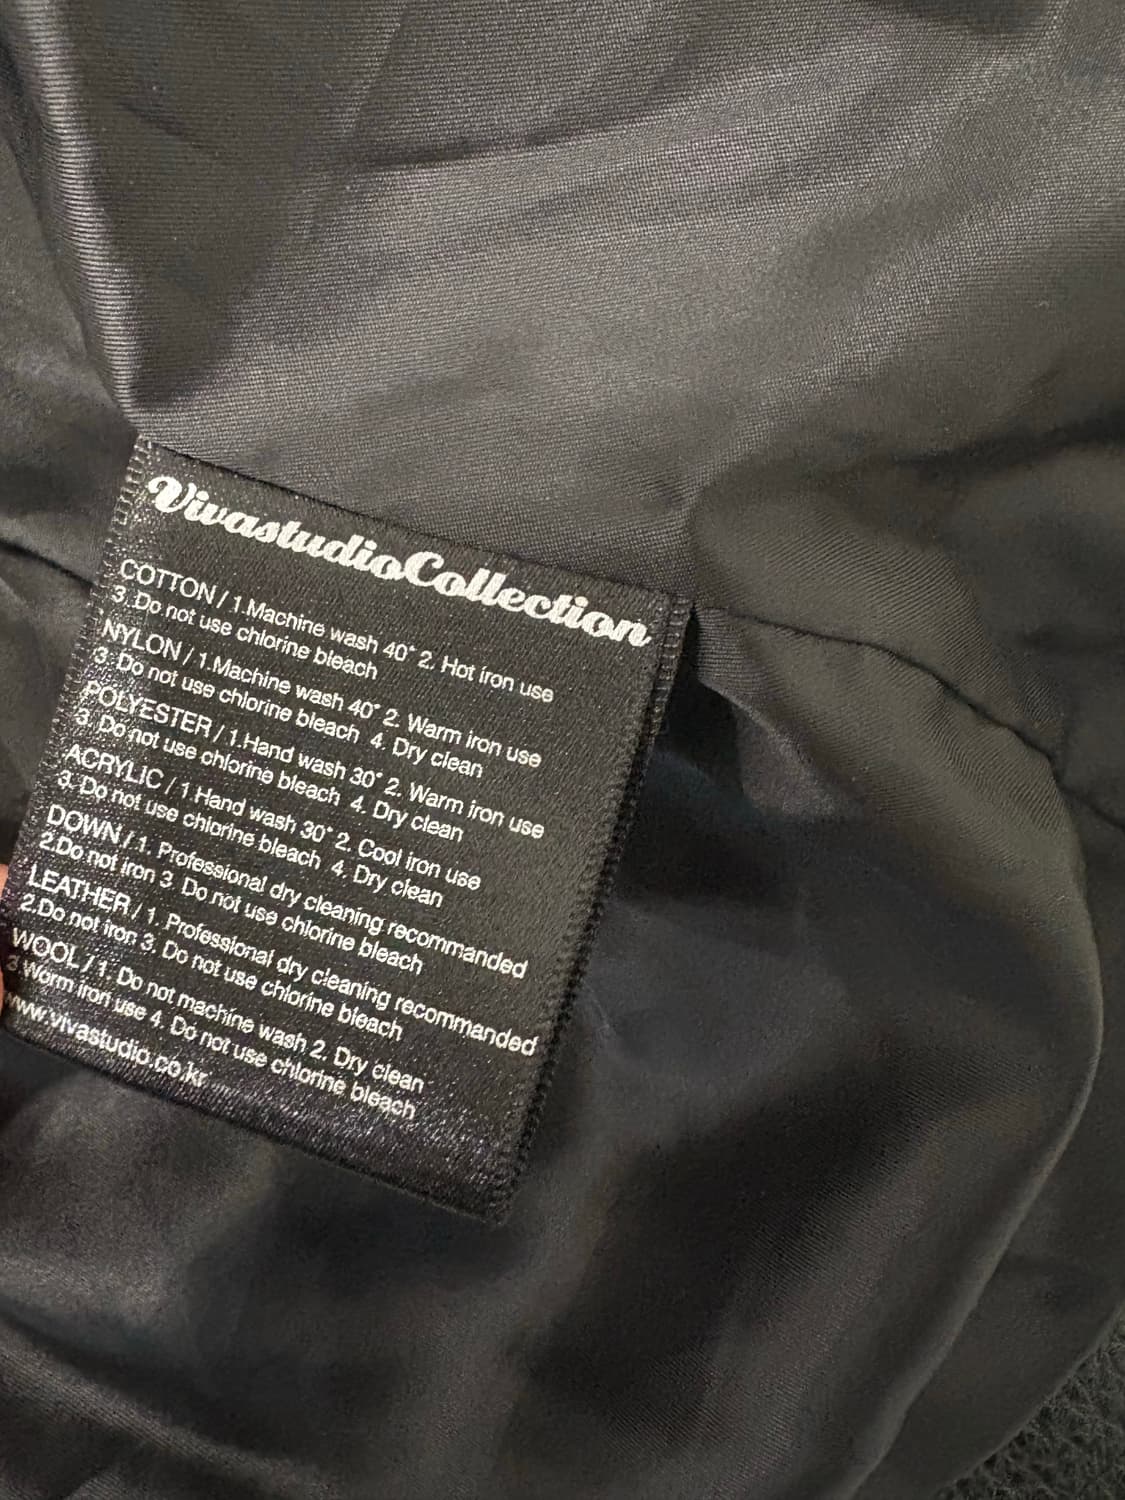 VivastudioCollection
COTTON / 1.Machine wash 40° 2. Hot iron use
3. Do not use chlorine bleach
NYLON / 1.Machine wash 40° 2. Warm iron use
3. Do not use chlorine bleach 4. Dry clean
POLYESTER / 1.Hand wash 30° 2. Warm iron use
3. Do not use chlorine bleach 4. Dry clean
ACRYLIC / 1.Hand wash 30° 2. Cool iron use
3. Do not use chlorine bleach 4. Dry clean
DOWN / 1. Professional dry cleaning recommanded
2.Do not iron 3. Do not use chlorine bleach
LEATHER / 1. Professional dry cleaning recommanded
2.Do not iron 3. Do not use chlorine bleach
WOOL / 1. Do not machine wash 2. Dry clean
3.Worm iron use 4. Do not use chlorine bleach
www.vivastudio.co.kr